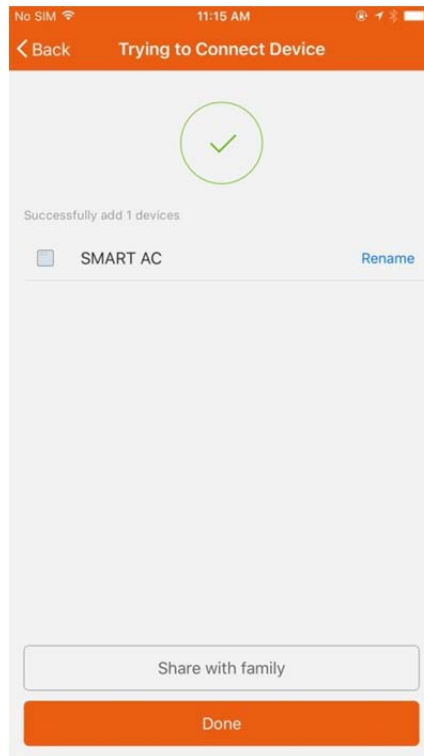 No SIM 11:15 AM
Back Trying to Connect Device
Successfully add 1 devices
SMART AC Rename
Share with family
Done